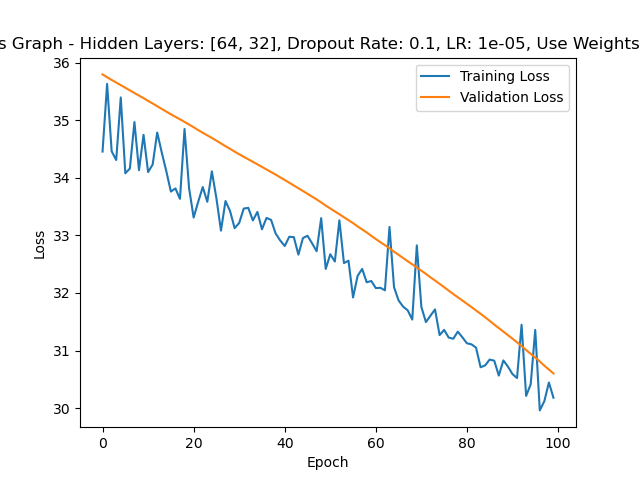 s Graph - Hidden Layers: [64, 32], Dropout Rate: 0.1, LR: 1e-05, Use Weights
Training Loss
Validation Loss
36
35
34
33
32
31
30
Loss
0
20
40
60
80
100
Epoch